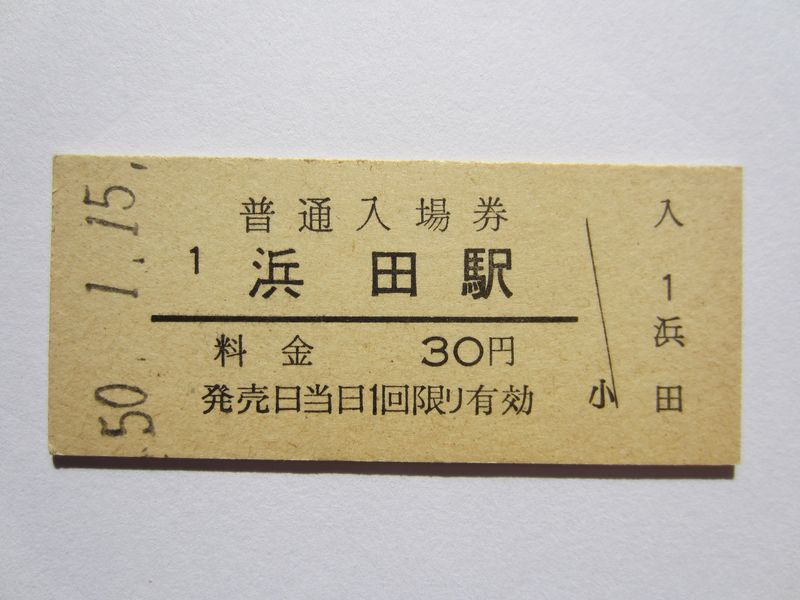 50. 1. 15.
普通入場券
1 浜田駅
料金 30円
発売日当日1回限り有効
小
入
1
浜田